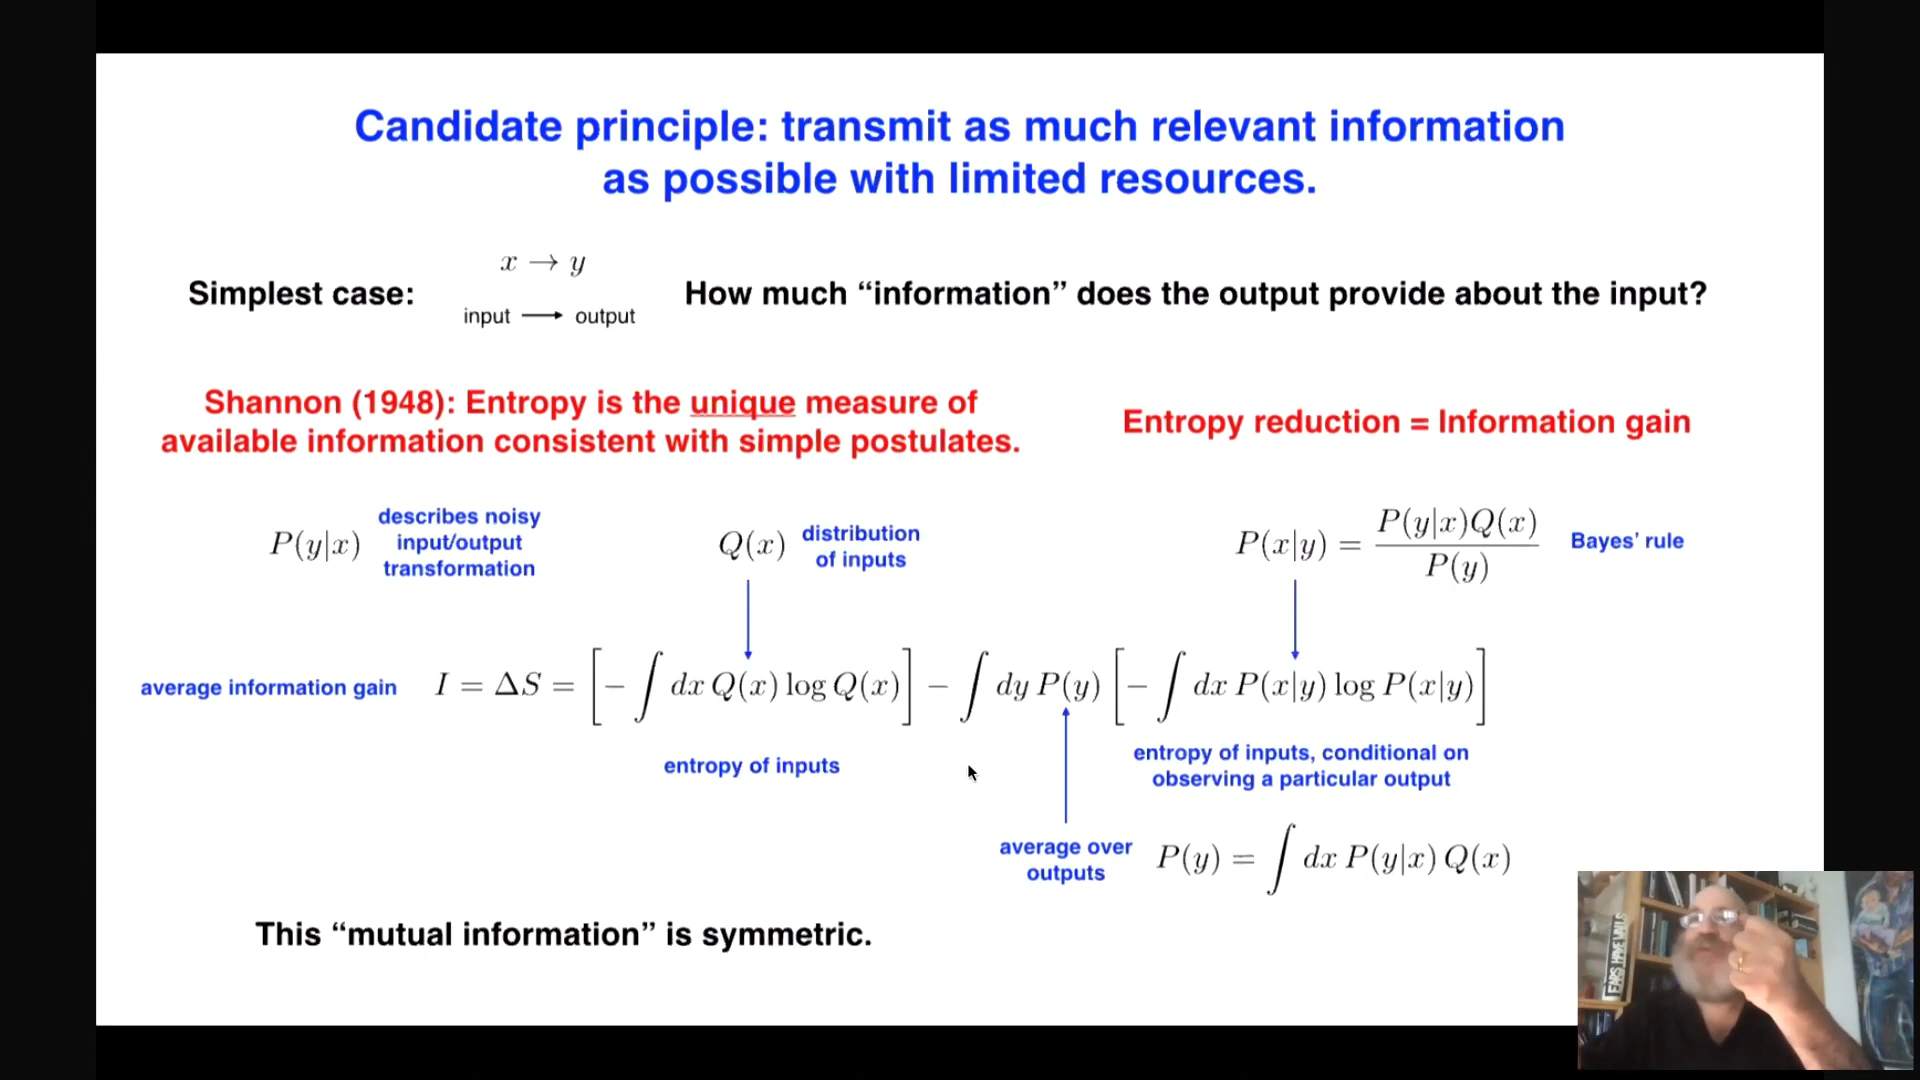 Candidate principle: transmit as much relevant information
as possible with limited resources.
x → y
Simplest case:
input → output
How much “information” does the output provide about the input?
Shannon (1948): Entropy is the unique measure of
available information consistent with simple postulates.
Entropy reduction = Information gain
P(y|x)
describes noisy
input/output
transformation
Q(x)
distribution
of inputs
P(x|y) = P(y|x)Q(x) / P(y)
Bayes’ rule
average information gain
I = ΔS = [− ∫ dx Q(x) log Q(x)] − ∫ dy P(y) [− ∫ dx P(x|y) log P(x|y)]
entropy of inputs
entropy of inputs, conditional on
observing a particular output
average over
outputs
P(y) = ∫ dx P(y|x) Q(x)
This “mutual information” is symmetric.
EARS HAVE WALLS